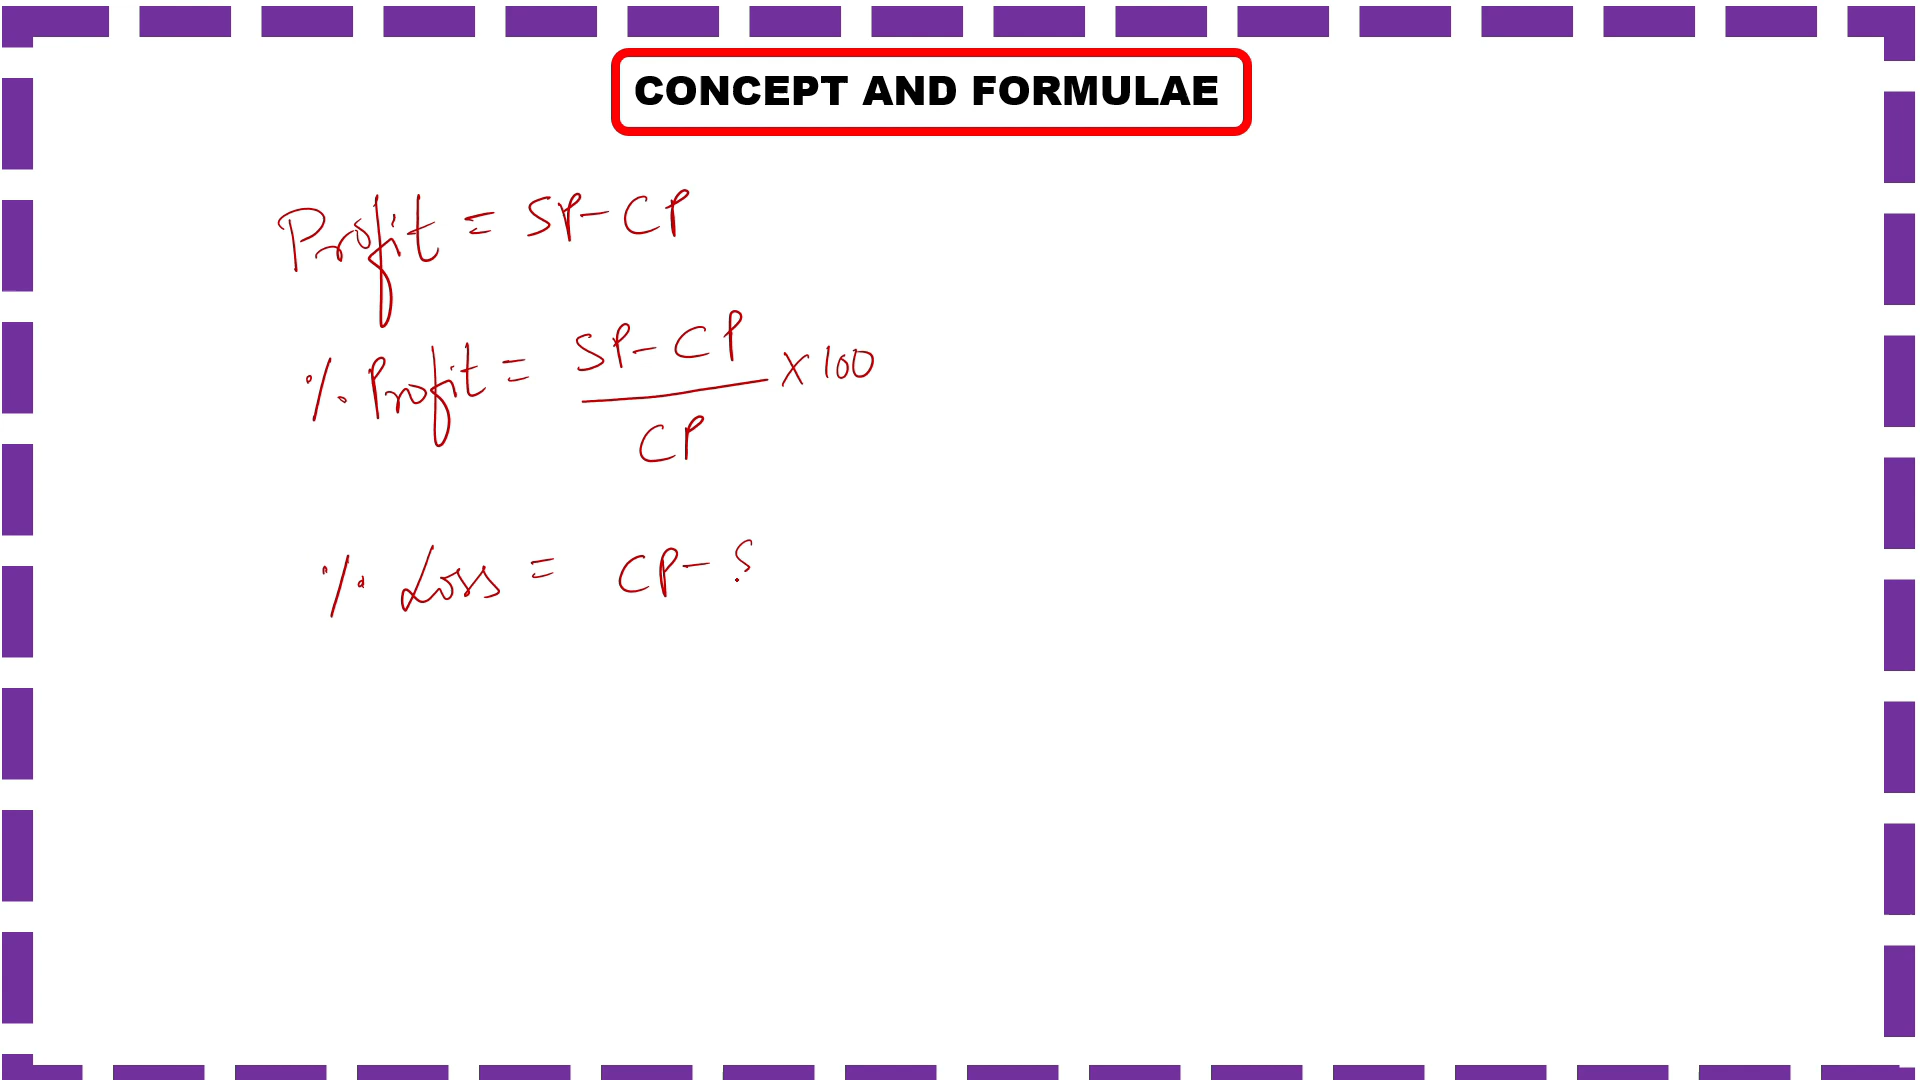 CONCEPT AND FORMULAE
Profit = SP - CP
% Profit = SP - CP / CP × 100
% Loss = CP - S